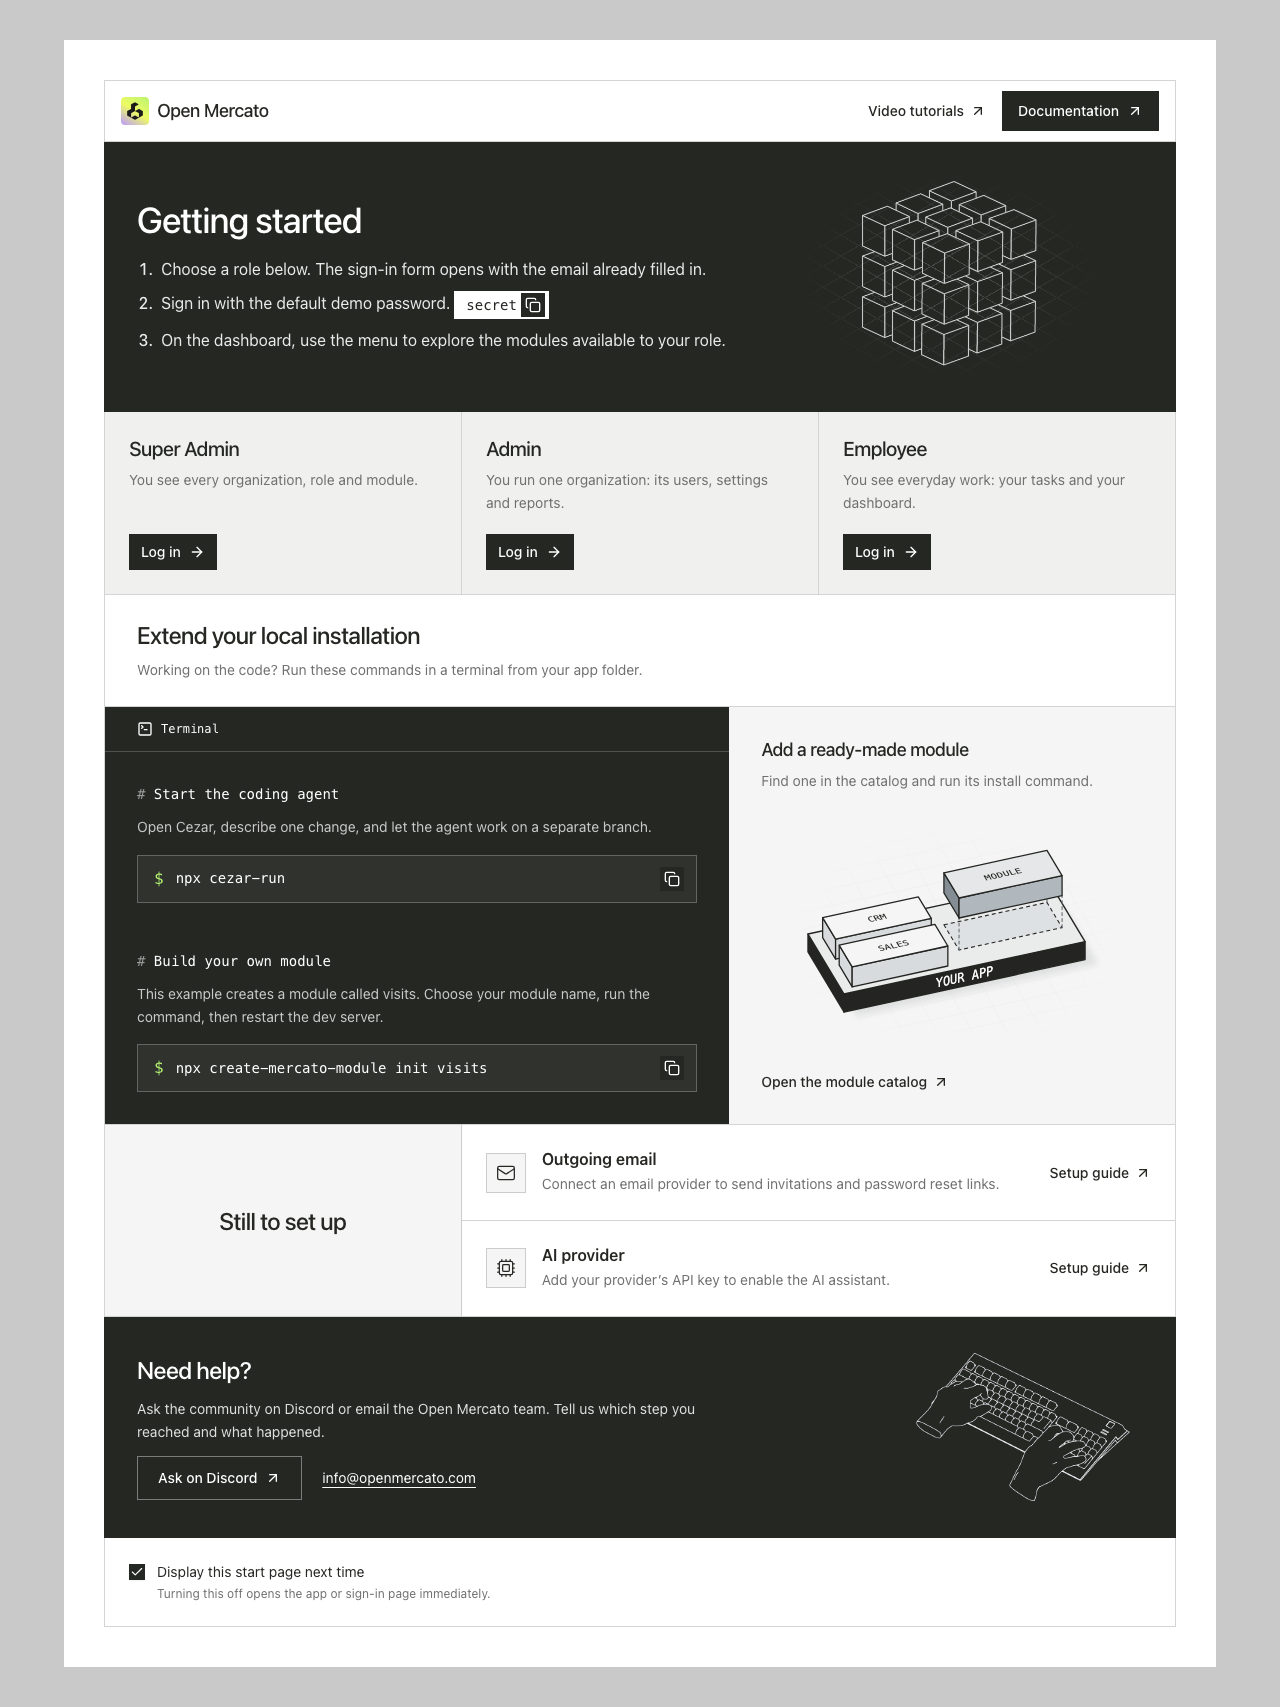 Open Mercato
Video tutorials
Documentation
Getting started
1. Choose a role below. The sign-in form opens with the email already filled in.
2. Sign in with the default demo password. secret
3. On the dashboard, use the menu to explore the modules available to your role.
Super Admin
You see every organization, role and module.
Log in
Admin
You run one organization: its users, settings
and reports.
Log in
Employee
You see everyday work: your tasks and your
dashboard.
Log in
Extend your local installation
Working on the code? Run these commands in a terminal from your app folder.
Terminal
# Start the coding agent
Open Cezar, describe one change, and let the agent work on a separate branch.
$ npx cezar-run
# Build your own module
This example creates a module called visits. Choose your module name, run the
command, then restart the dev server.
$ npx create-mercato-module init visits
Add a ready-made module
Find one in the catalog and run its install command.
MODULE
CRM
SALES
YOUR APP
Open the module catalog
Still to set up
Outgoing email
Connect an email provider to send invitations and password reset links.
Setup guide
AI provider
Add your provider's API key to enable the AI assistant.
Setup guide
Need help?
Ask the community on Discord or email the Open Mercato team. Tell us which step you
reached and what happened.
Ask on Discord
info@openmercato.com
Display this start page next time
Turning this off opens the app or sign-in page immediately.